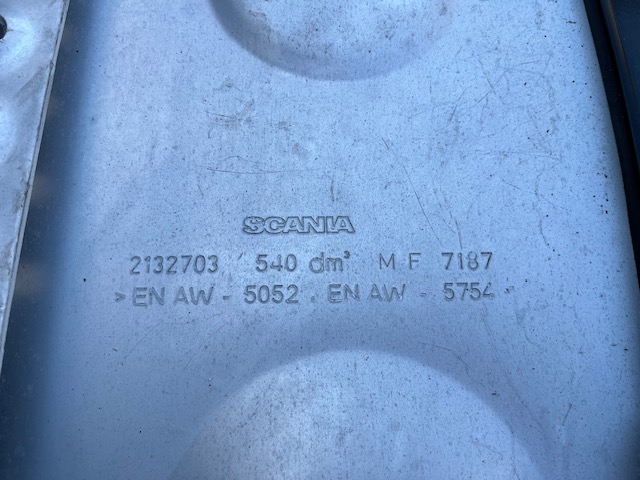 SCANIA
2132703 540 dm³ M F 7187
>EN AW - 5052 . EN AW - 5754